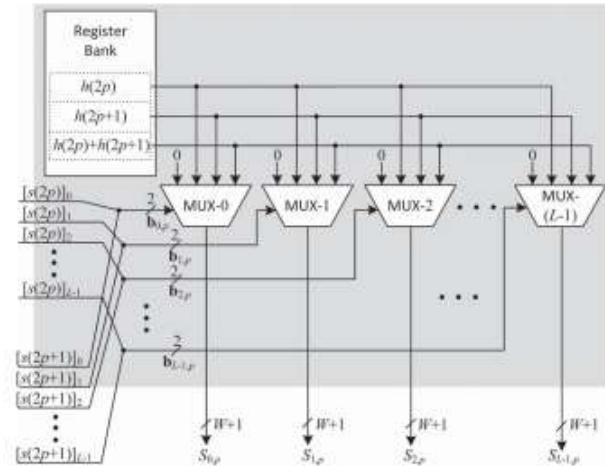 Register
Bank
h(2p)
h(2p+1)
h(2p)+h(2p+1)
0 0 0 0
[s(2p)]0
[s(2p)]1
[s(2p)]2
[s(2p)]L-1
MUX-0
MUX-1
MUX-2
MUX-
(L-1)
2
b0,p
2
b1,p
2
b2,p
2
bL-1,p
[s(2p+1)]0
[s(2p+1)]1
[s(2p+1)]2
[s(2p+1)]L-1
W+1 W+1 W+1 W+1
S0,p S1,p S2,p SL-1,p